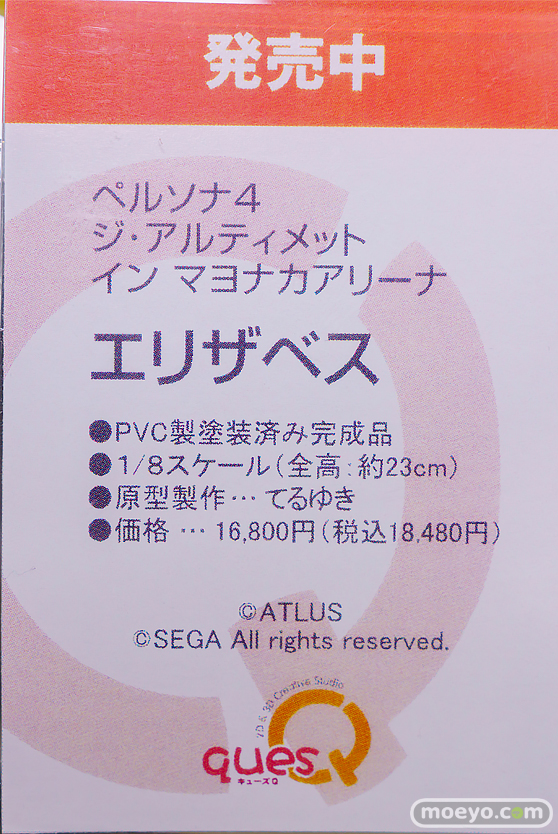 発売中
ペルソナ4
ジ・アルティメット
イン マヨナカアリーナ
エリザベス
●PVC製塗装済み完成品
●1/8スケール(全高:約23cm)
●原型製作…てるゆき
●価格…16,800円(税込18,480円)
©ATLUS
©SEGA All rights reserved.
2D & 3D Creative Studio
quesQ
キューズQ
moeyo.com